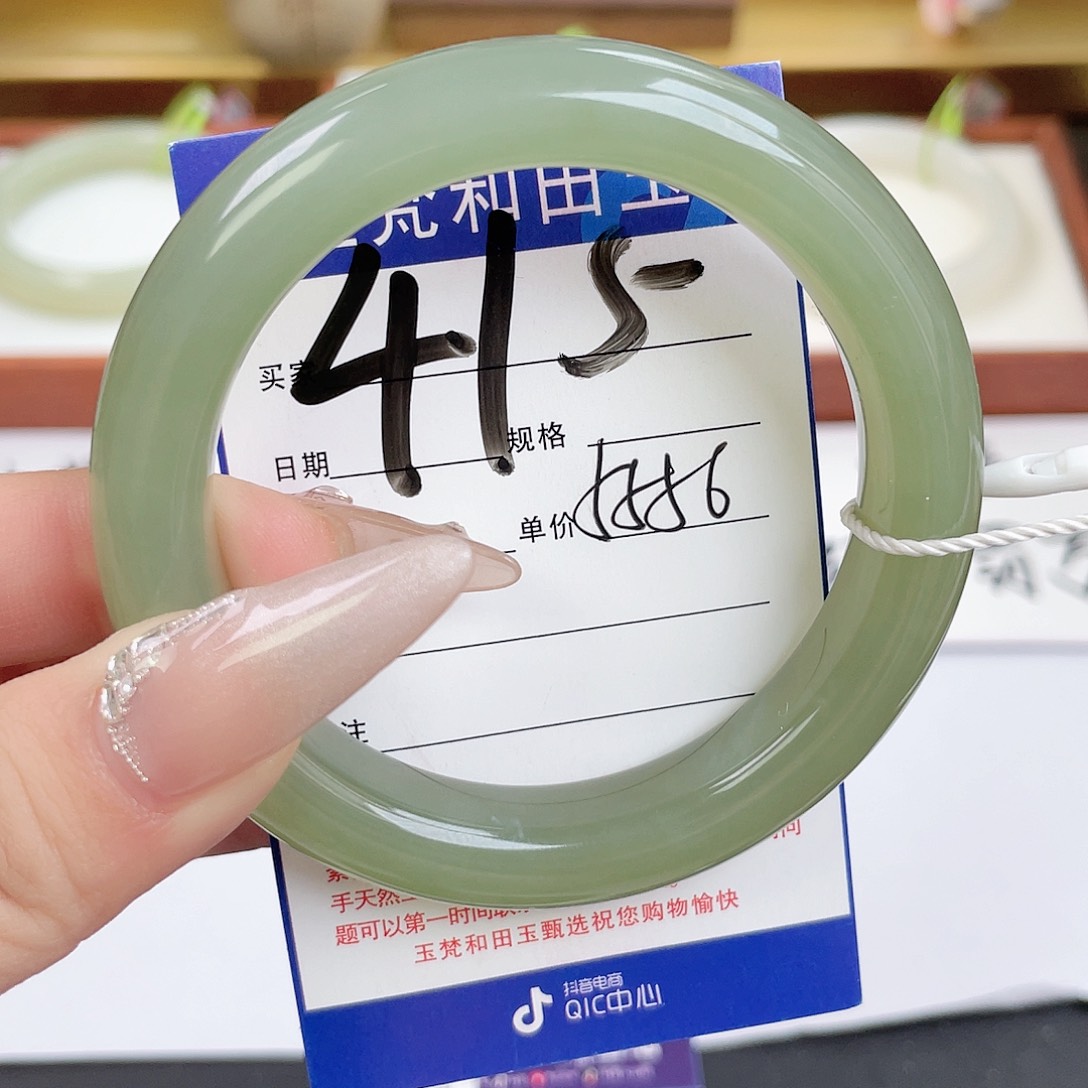 梵和田玉
415
买家
日期 规格
单价
注
手天然
题可以第一时间联
玉梵和田玉甄选祝您购物愉快
抖音电商
QIC中心